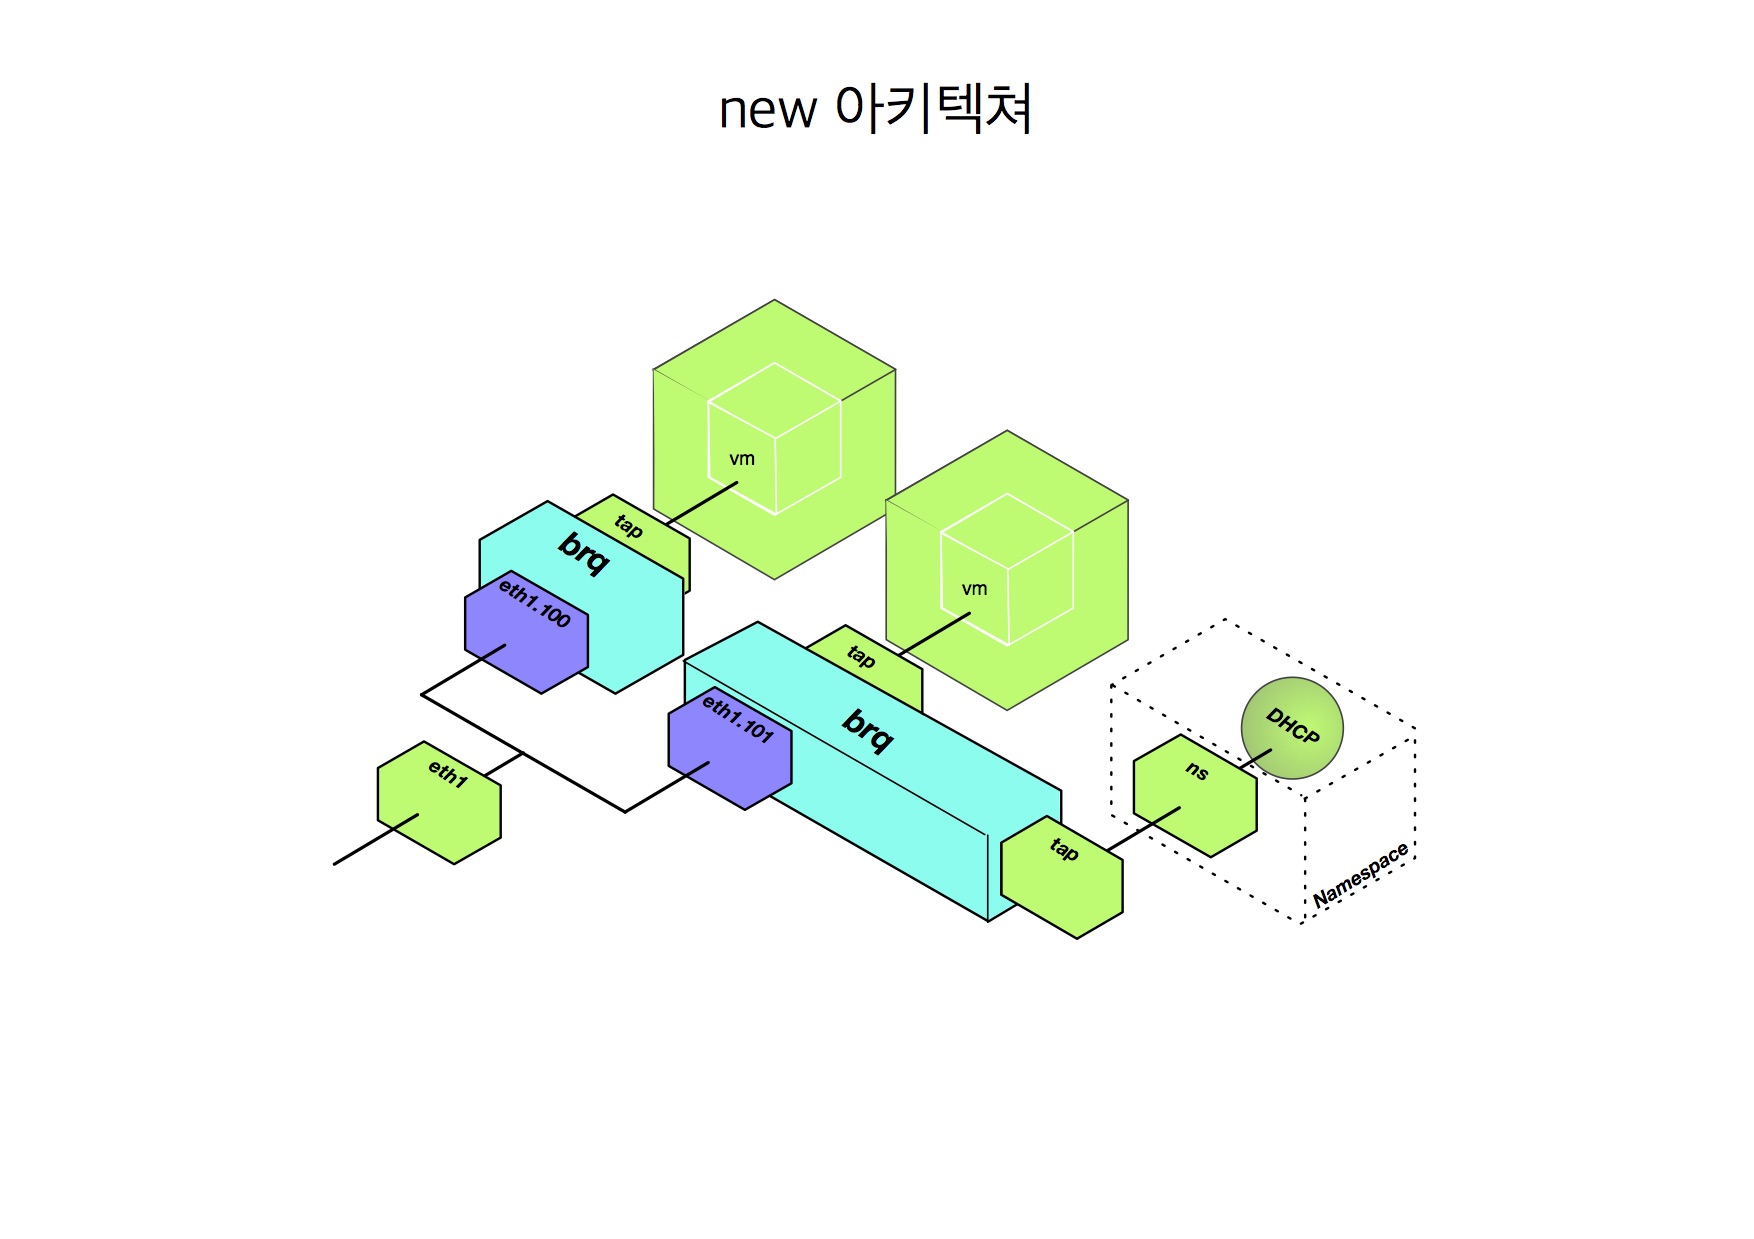 new 아키텍쳐
vm
tap
brq
vm
eth1.100
tap
eth1.101
brq
DHCP
ns
eth1
tap
Namespace